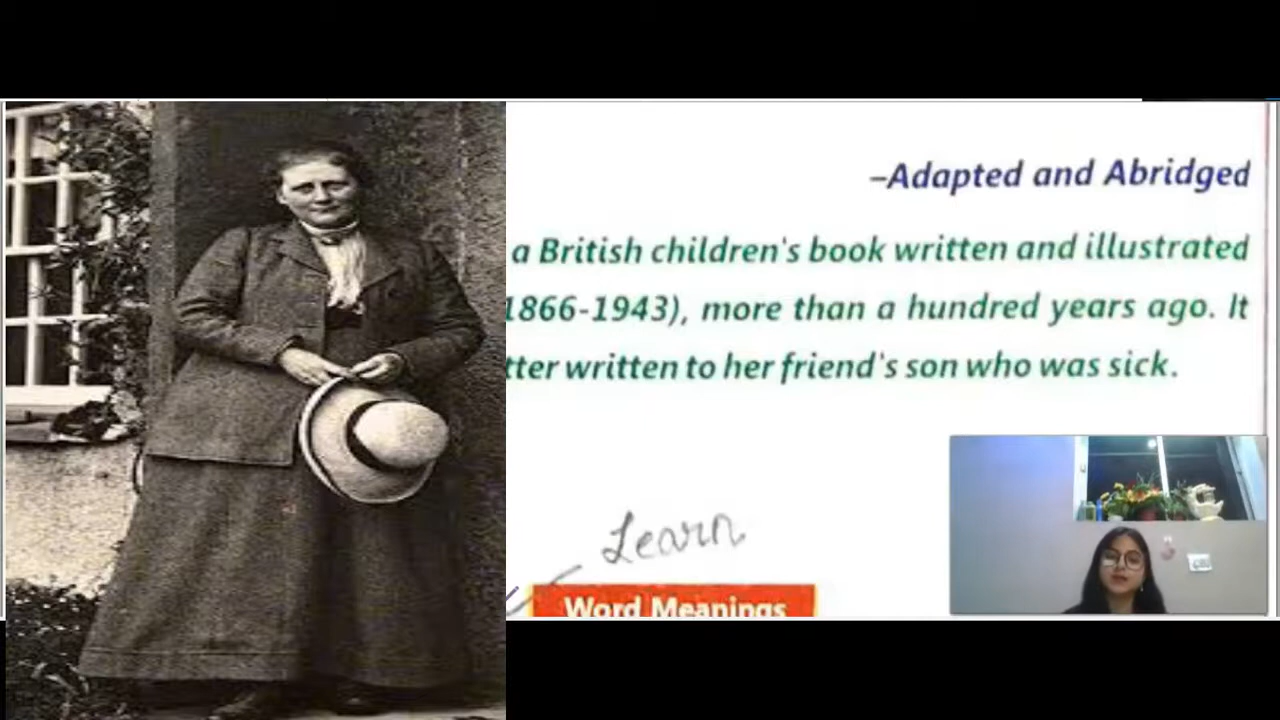 –Adapted and Abridged
a British children's book written and illustrated
1866-1943), more than a hundred years ago. It
tter written to her friend's son who was sick.
Learn
Word Meanings